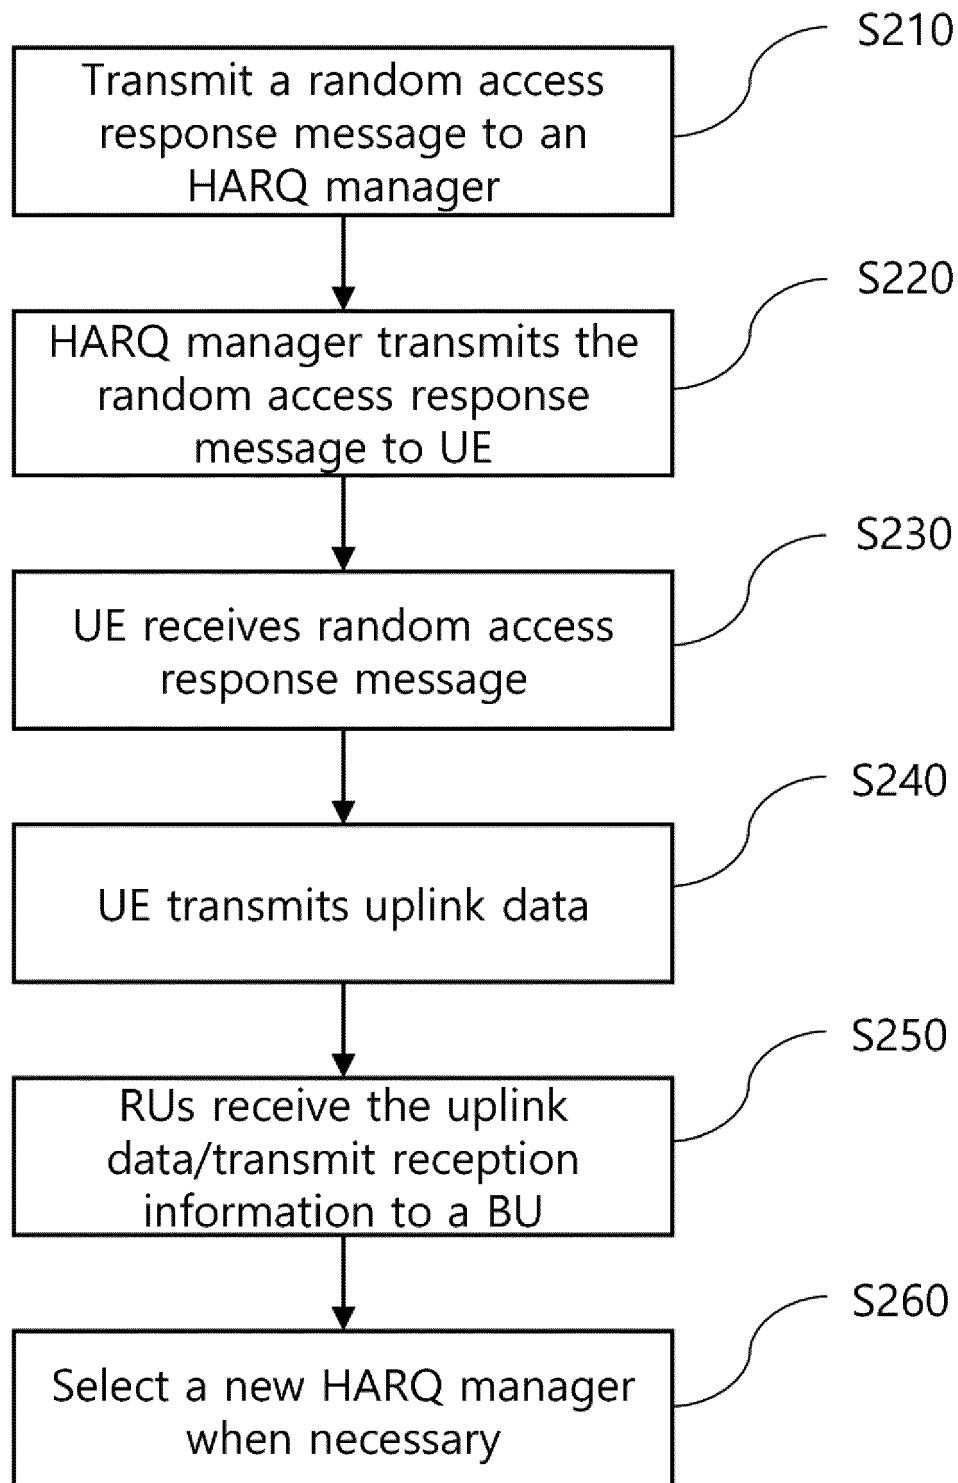 S210
Transmit a random access
response message to an
HARQ manager
S220
HARQ manager transmits the
random access response
message to UE
S230
UE receives random access
response message
S240
UE transmits uplink data
S250
RUs receive the uplink
data/transmit reception
information to a BU
S260
Select a new HARQ manager
when necessary